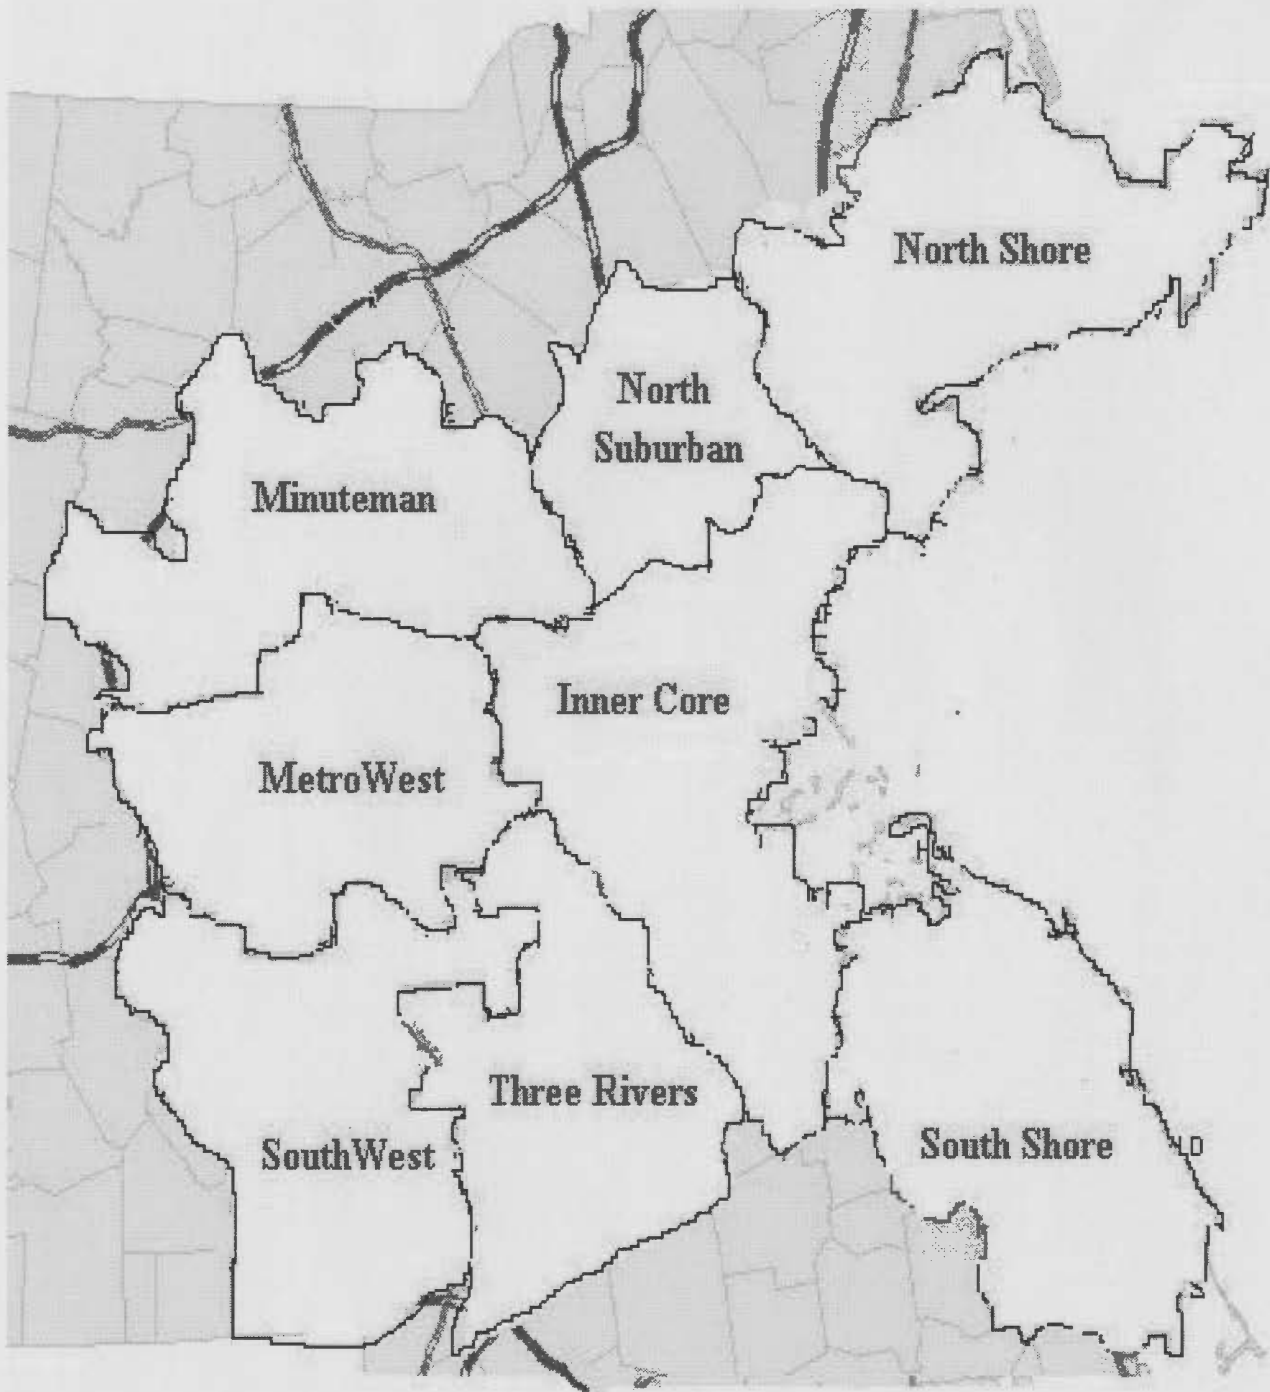 North Shore
North
Suburban
Minuteman
Inner Core
MetroWest
Three Rivers
SouthWest
South Shore